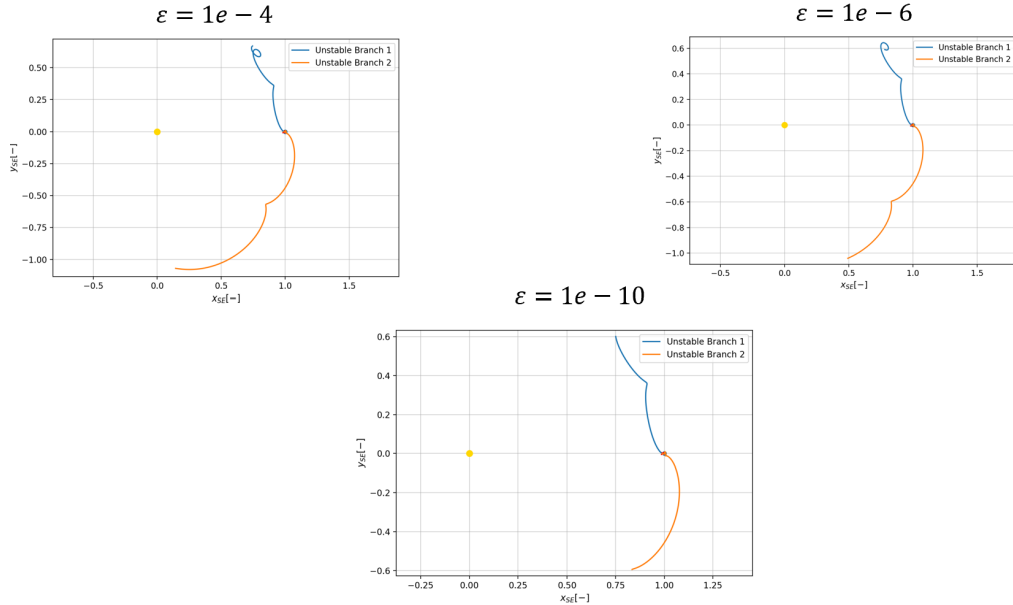 ε = 1e − 4
Unstable Branch 1
Unstable Branch 2
0.50
0.25
0.00
−0.25
−0.50
−0.75
−1.00
y_SE[-]
−0.5
0.0
0.5
1.0
1.5
x_SE[-]
ε = 1e − 6
Unstable Branch 1
Unstable Branch 2
0.6
0.4
0.2
0.0
−0.2
−0.4
−0.6
−0.8
−1.0
y_SE[-]
−0.5
0.0
0.5
1.0
1.5
x_SE[-]
ε = 1e − 10
Unstable Branch 1
Unstable Branch 2
0.6
0.4
0.2
0.0
−0.2
−0.4
−0.6
y_SE[-]
−0.25
0.00
0.25
0.50
0.75
1.00
1.25
x_SE[-]